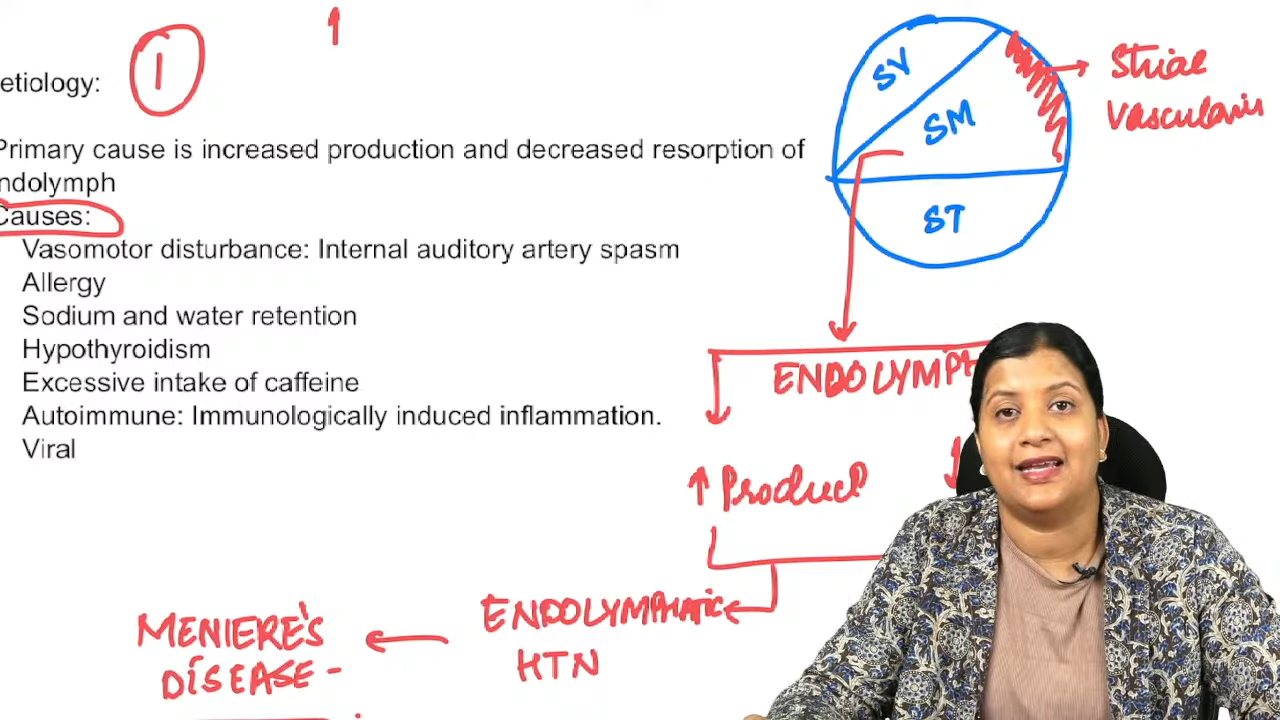 etiology:
1
Primary cause is increased production and decreased resorption of
ndolymph
Causes:
Vasomotor disturbance: Internal auditory artery spasm
Allergy
Sodium and water retention
Hypothyroidism
Excessive intake of caffeine
Autoimmune: Immunologically induced inflammation.
Viral
SV
SM
ST
Striae
Vascularis
ENDOLYMPH
↑ Product
ENDOLYMPHATIC
HTN
MENIERE'S
DISEASE -